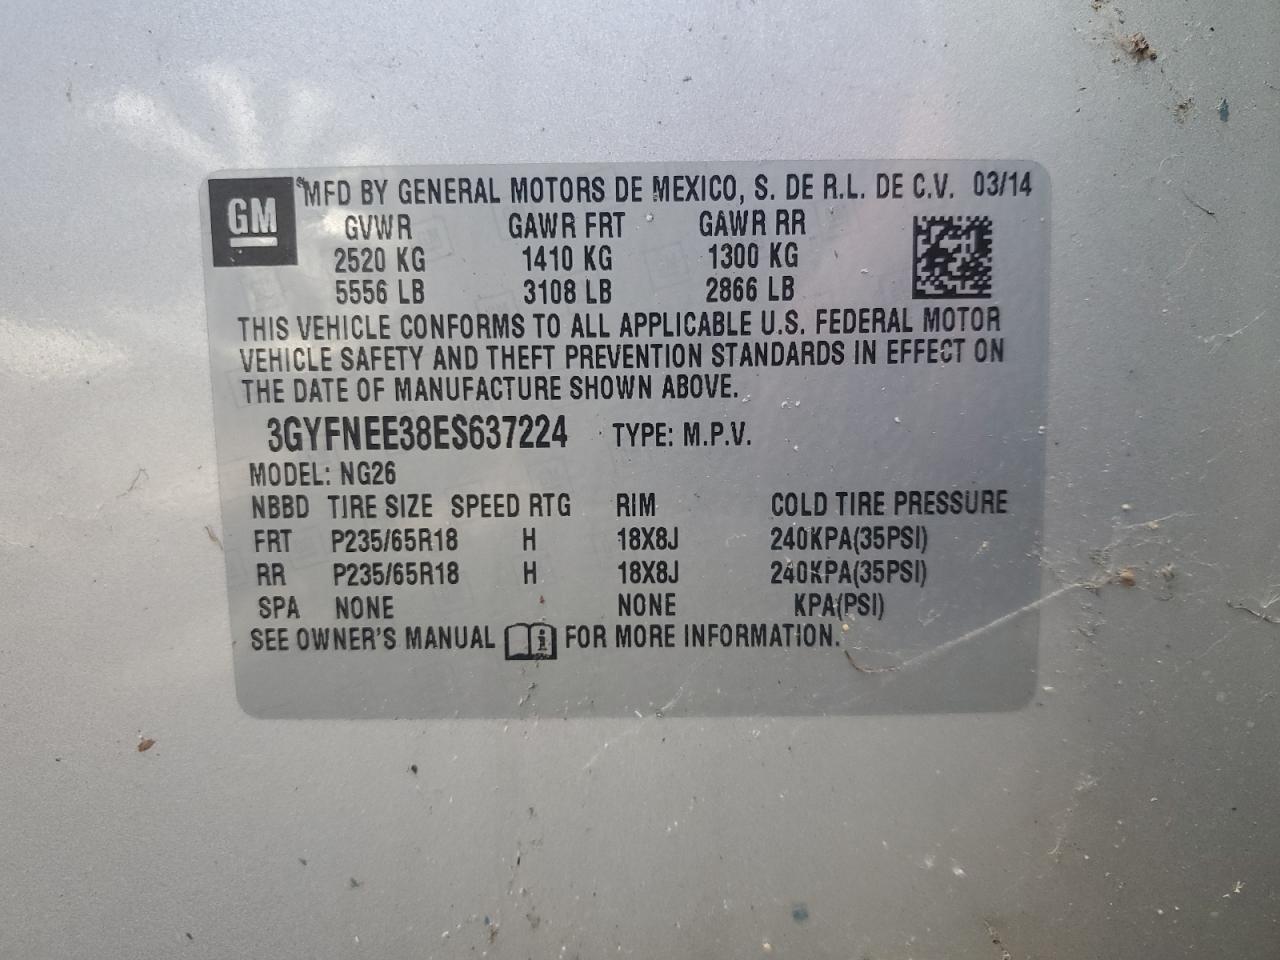 GM
MFD BY GENERAL MOTORS DE MEXICO, S. DE R.L. DE C.V. 03/14
GVWR GAWR FRT GAWR RR
2520 KG 1410 KG 1300 KG
5556 LB 3108 LB 2866 LB
THIS VEHICLE CONFORMS TO ALL APPLICABLE U.S. FEDERAL MOTOR
VEHICLE SAFETY AND THEFT PREVENTION STANDARDS IN EFFECT ON
THE DATE OF MANUFACTURE SHOWN ABOVE.
3GYFNEE38ES637224 TYPE: M.P.V.
MODEL: NG26
NBBD TIRE SIZE SPEED RTG RIM COLD TIRE PRESSURE
FRT P235/65R18 H 18X8J 240KPA(35PSI)
RR P235/65R18 H 18X8J 240KPA(35PSI)
SPA NONE NONE KPA(PSI)
SEE OWNER'S MANUAL i FOR MORE INFORMATION.